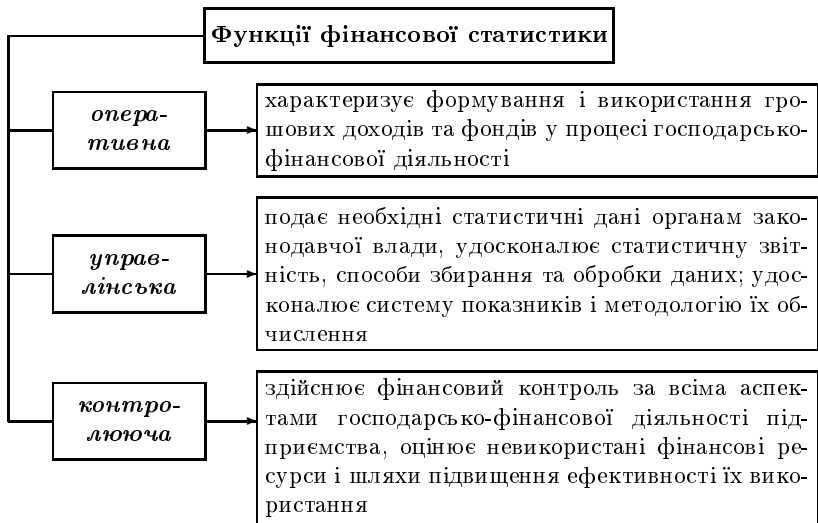 Функції фінансової статистики
опера-
тивна
характеризує формування і використання гро-
шових доходів та фондів у процесі господарсько-
фінансової діяльності
управ-
лінська
подає необхідні статистичні дані органам зако-
нодавчої влади, удосконалює статистичну звіт-
ність, способи збирання та обробки даних; удос-
коналює систему показників і методологію їх об-
числення
контро-
лююча
здійснює фінансовий контроль за всіма аспек-
тами господарсько-фінансової діяльності під-
приємства, оцінює невикористані фінансові ре-
сурси і шляхи підвищення ефективності їх вико-
ристання